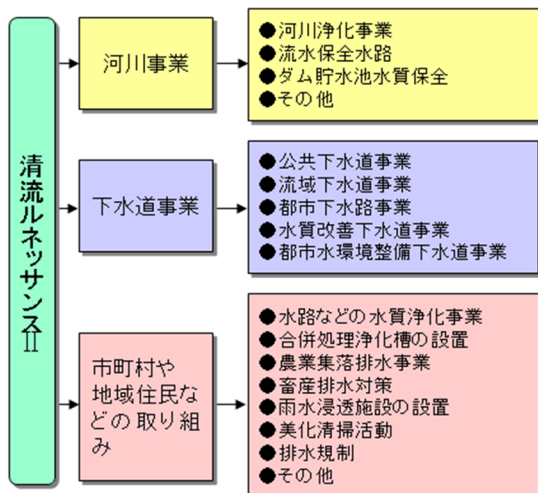 清流ルネッサンスⅡ
河川事業
●河川浄化事業
●流水保全水路
●ダム貯水池水質保全
●その他
下水道事業
●公共下水道事業
●流域下水道事業
●都市下水路事業
●水質改善下水道事業
●都市水環境整備下水道事業
市町村や
地域住民な
どの取り組
み
●水路などの水質浄化事業
●合併処理浄化槽の設置
●農業集落排水事業
●畜産排水対策
●雨水浸透施設の設置
●美化清掃活動
●排水規制
●その他